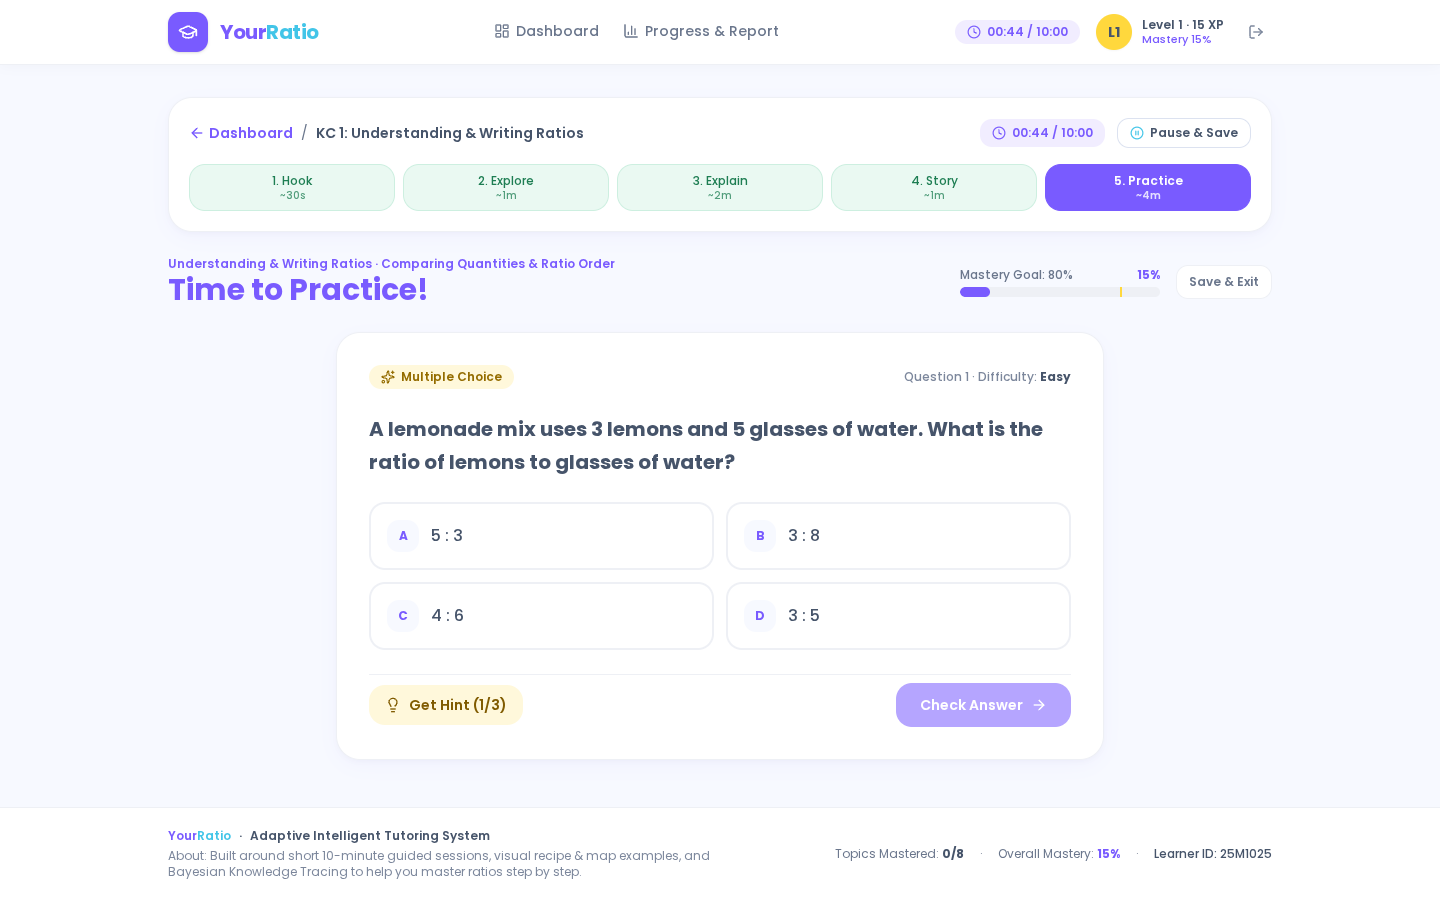 YourRatio
Dashboard
Progress & Report
00:44 / 10:00
L1
Level 1 · 15 XP
Mastery 15%
Dashboard / KC 1: Understanding & Writing Ratios
00:44 / 10:00
Pause & Save
1. Hook
~30s
2. Explore
~1m
3. Explain
~2m
4. Story
~1m
5. Practice
~4m
Understanding & Writing Ratios · Comparing Quantities & Ratio Order
Time to Practice!
Mastery Goal: 80%
15%
Save & Exit
Multiple Choice
Question 1 · Difficulty: Easy
A lemonade mix uses 3 lemons and 5 glasses of water. What is the
ratio of lemons to glasses of water?
A 5 : 3
B 3 : 8
C 4 : 6
D 3 : 5
Get Hint (1/3)
Check Answer
YourRatio · Adaptive Intelligent Tutoring System
About: Built around short 10-minute guided sessions, visual recipe & map examples, and
Bayesian Knowledge Tracing to help you master ratios step by step.
Topics Mastered: 0/8 · Overall Mastery: 15% · Learner ID: 25M1025